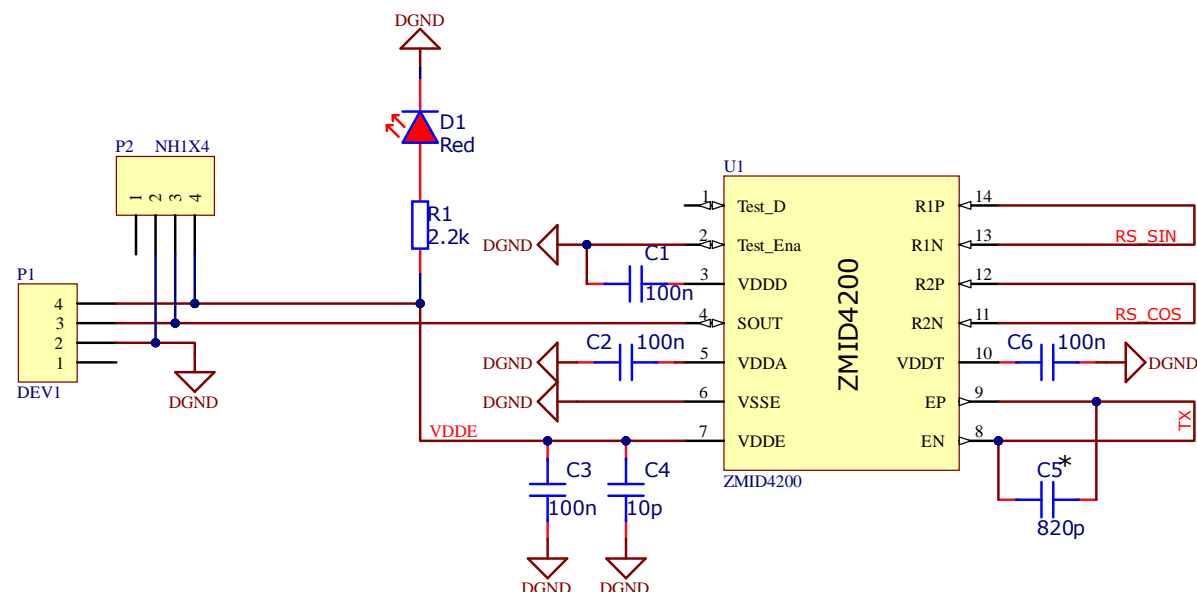 DGND
D1
Red
P2 NH1X4
1 2 3 4
R1
2.2k
P1
4
3
2
1
DEV1
DGND
U1
1 Test_D
2 Test_Ena
3 VDDD
4 SOUT
5 VDDA
6 VSSE
7 VDDE
ZMID4200
R1P 14
R1N 13
R2P 12
R2N 11
VDDT 10
EP 9
EN 8
ZMID4200
DGND
C1
100n
DGND
C2 100n
DGND
VDDE
C3
100n
DGND
C4
10p
DGND
RS_SIN
RS_COS
C6 100n
DGND
TX
C5*
820p